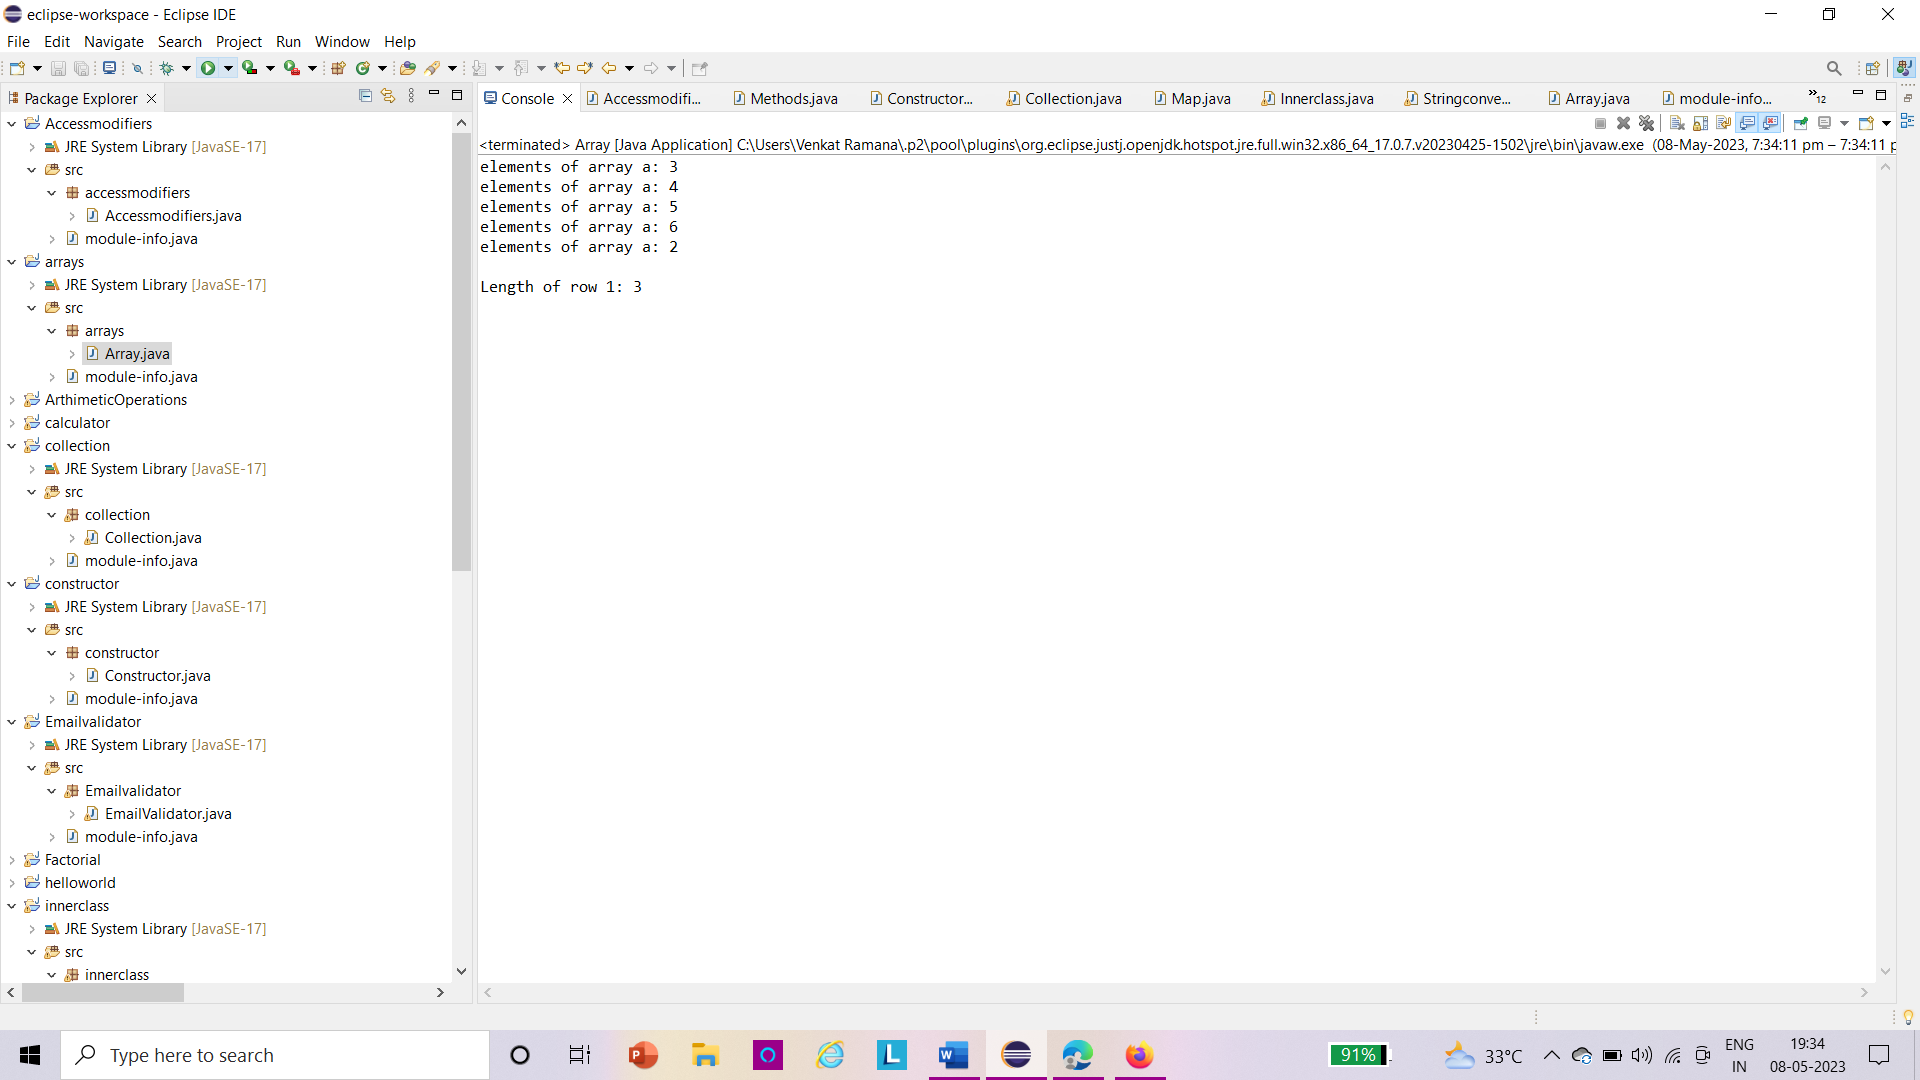 eclipse-workspace - Eclipse IDE
File Edit Navigate Search Project Run Window Help
Package Explorer
Accessmodifiers
JRE System Library [JavaSE-17]
src
accessmodifiers
Accessmodifiers.java
module-info.java
arrays
JRE System Library [JavaSE-17]
src
arrays
Array.java
module-info.java
ArthimeticOperations
calculator
collection
JRE System Library [JavaSE-17]
src
collection
Collection.java
module-info.java
constructor
JRE System Library [JavaSE-17]
src
constructor
Constructor.java
module-info.java
Emailvalidator
JRE System Library [JavaSE-17]
src
Emailvalidator
EmailValidator.java
module-info.java
Factorial
helloworld
innerclass
JRE System Library [JavaSE-17]
src
innerclass
Console Accessmodifi... Methods.java Constructor... Collection.java Map.java Innerclass.java Stringconve... Array.java module-info... »12
<terminated> Array [Java Application] C:\Users\Venkat Ramana\.p2\pool\plugins\org.eclipse.justj.openjdk.hotspot.jre.full.win32.x86_64_17.0.7.v20230425-1502\jre\bin\javaw.exe (08-May-2023, 7:34:11 pm – 7:34:11 p
elements of array a: 3
elements of array a: 4
elements of array a: 5
elements of array a: 6
elements of array a: 2
Length of row 1: 3
Type here to search
91%
33°C
ENG
IN
19:34
08-05-2023